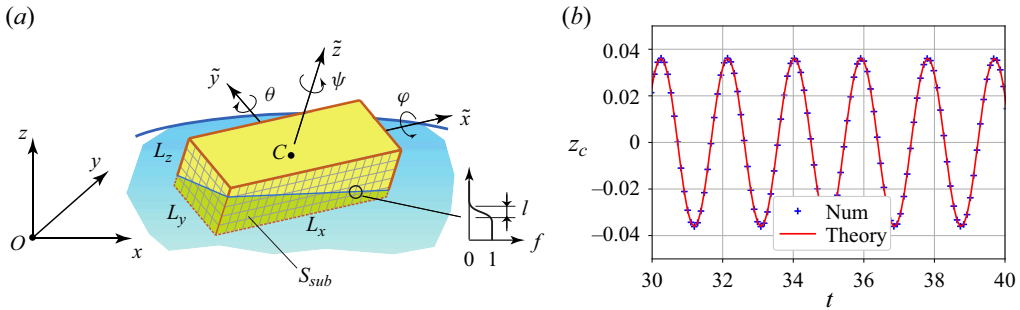 (a)
z̃
ỹ
θ
ψ
φ
x̃
z
y
O
x
L_z
C
L_y
L_x
S_sub
l
f
0 1
(b)
z_c
0.04
0.02
0
−0.02
−0.04
Num
Theory
30 32 34 36 38 40
t